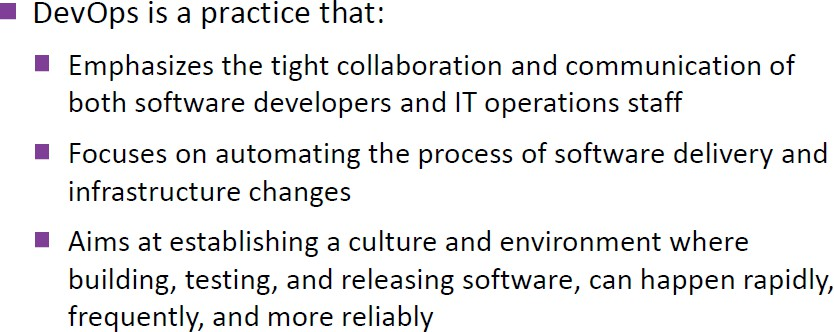 DevOps is a practice that:
Emphasizes the tight collaboration and communication of
both software developers and IT operations staff
Focuses on automating the process of software delivery and
infrastructure changes
Aims at establishing a culture and environment where
building, testing, and releasing software, can happen rapidly,
frequently, and more reliably